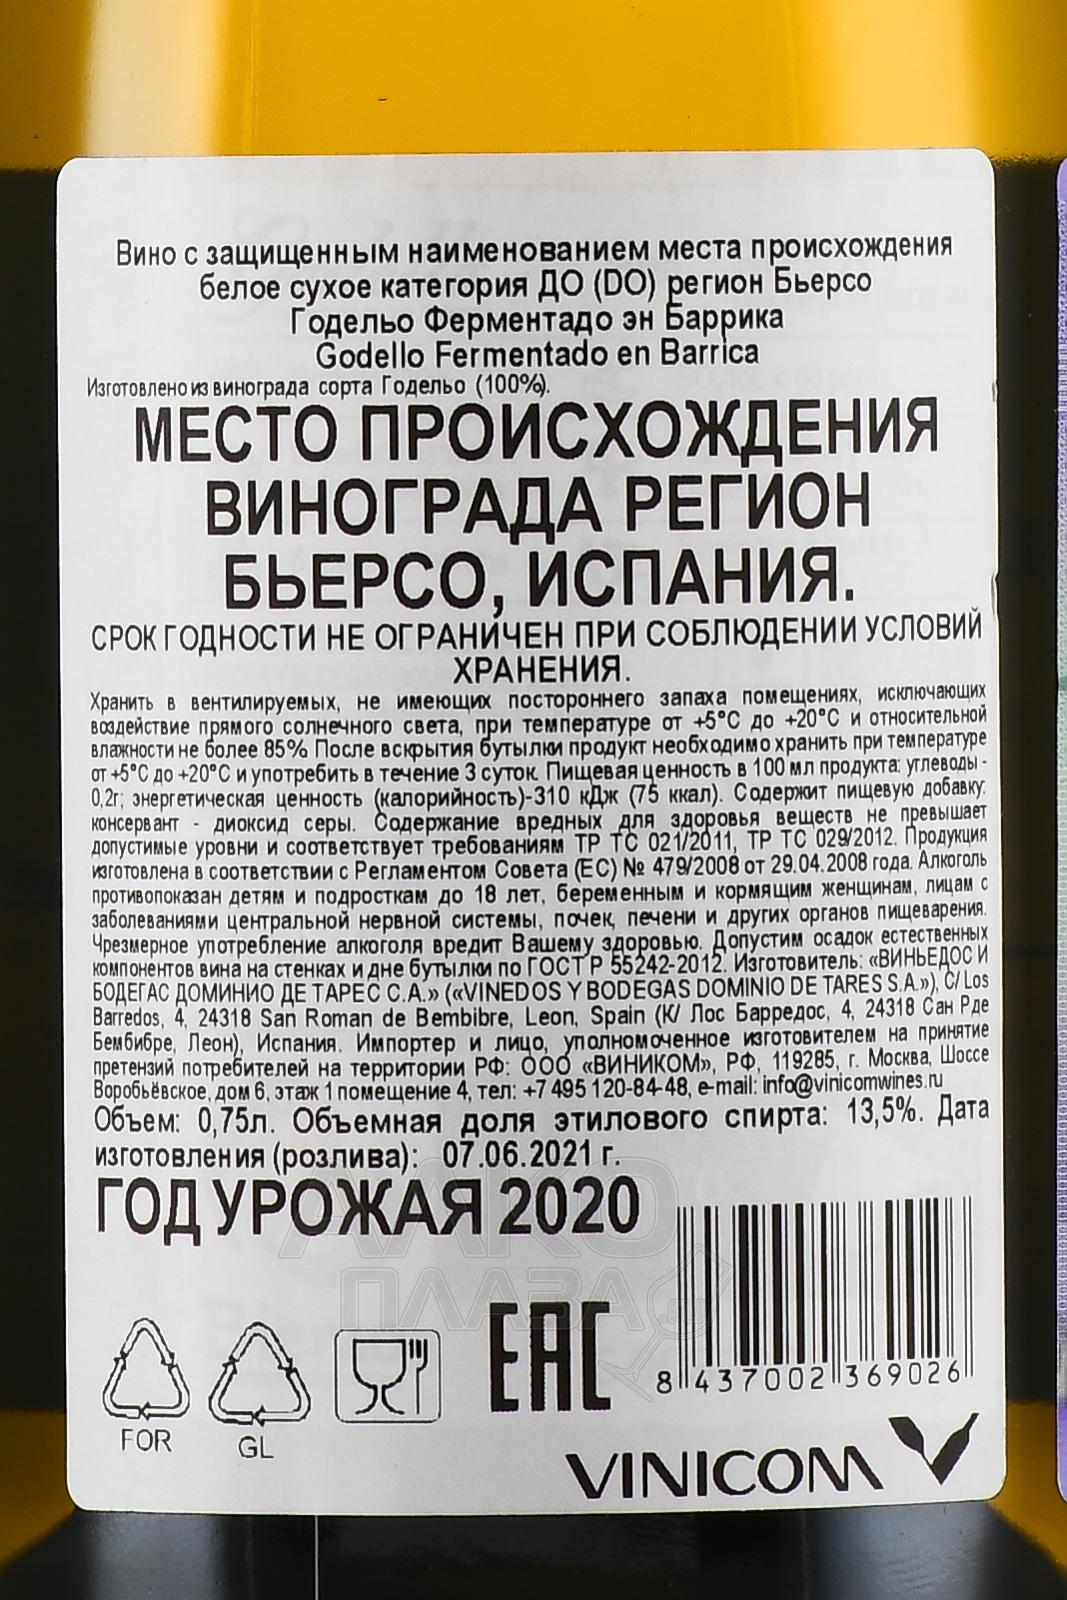 Вино с защищенным наименованием места происхождения
белое сухое категория ДО (DO) регион Бьерсо
Годельо Ферментадо эн Баррика
Godello Fermentado en Barrica
Изготовлено из винограда сорта Годельо (100%).
МЕСТО ПРОИСХОЖДЕНИЯ
ВИНОГРАДА РЕГИОН
БЬЕРСО, ИСПАНИЯ.
СРОК ГОДНОСТИ НЕ ОГРАНИЧЕН ПРИ СОБЛЮДЕНИИ УСЛОВИЙ
ХРАНЕНИЯ.
Хранить в вентилируемых, не имеющих постороннего запаха помещениях, исключающих
воздействие прямого солнечного света, при температуре от +5°С до +20°С и относительной
влажности не более 85% После вскрытия бутылки продукт необходимо хранить при температуре
от +5°С до +20°С и употребить в течение 3 суток. Пищевая ценность в 100 мл продукта: углеводы -
0,2г; энергетическая ценность (калорийность)-310 кДж (75 ккал). Содержит пищевую добавку:
консервант - диоксид серы. Содержание вредных для здоровья веществ не превышает
допустимые уровни и соответствует требованиям ТР ТС 021/2011, ТР ТС 029/2012. Продукция
изготовлена в соответствии с Регламентом Совета (ЕС) № 479/2008 от 29.04.2008 года. Алкоголь
противопоказан детям и подросткам до 18 лет, беременным и кормящим женщинам, лицам с
заболеваниями центральной нервной системы, почек, печени и других органов пищеварения.
Чрезмерное употребление алкоголя вредит Вашему здоровью. Допустим осадок естественных
компонентов вина на стенках и дне бутылки по ГОСТ Р 55242-2012. Изготовитель: «ВИНЬЕДОС И
БОДЕГАС ДОМИНИО ДЕ ТАРЕС С.А.» («VINEDOS Y BODEGAS DOMINIO DE TARES S.A.»), C/ Los
Barredos, 4, 24318 San Roman de Bembibre, Leon, Spain (К/ Лос Барредос, 4, 24318 Сан Рде
Бембибре, Леон), Испания. Импортер и лицо, уполномоченное изготовителем на принятие
претензий потребителей на территории РФ: ООО «ВИНИКОМ», РФ, 119285, г. Москва, Шоссе
Воробьёвское, дом 6, этаж 1 помещение 4, тел: +7 495 120-84-48, e-mail: info@vinicomwines.ru
Объем: 0,75л. Объемная доля этилового спирта: 13,5%. Дата
изготовления (розлива): 07.06.2021 г.
ГОД УРОЖАЯ 2020
АЛКО
ПЛАЗА
EAC
8 437002 369026
FOR
GL
VINICOM